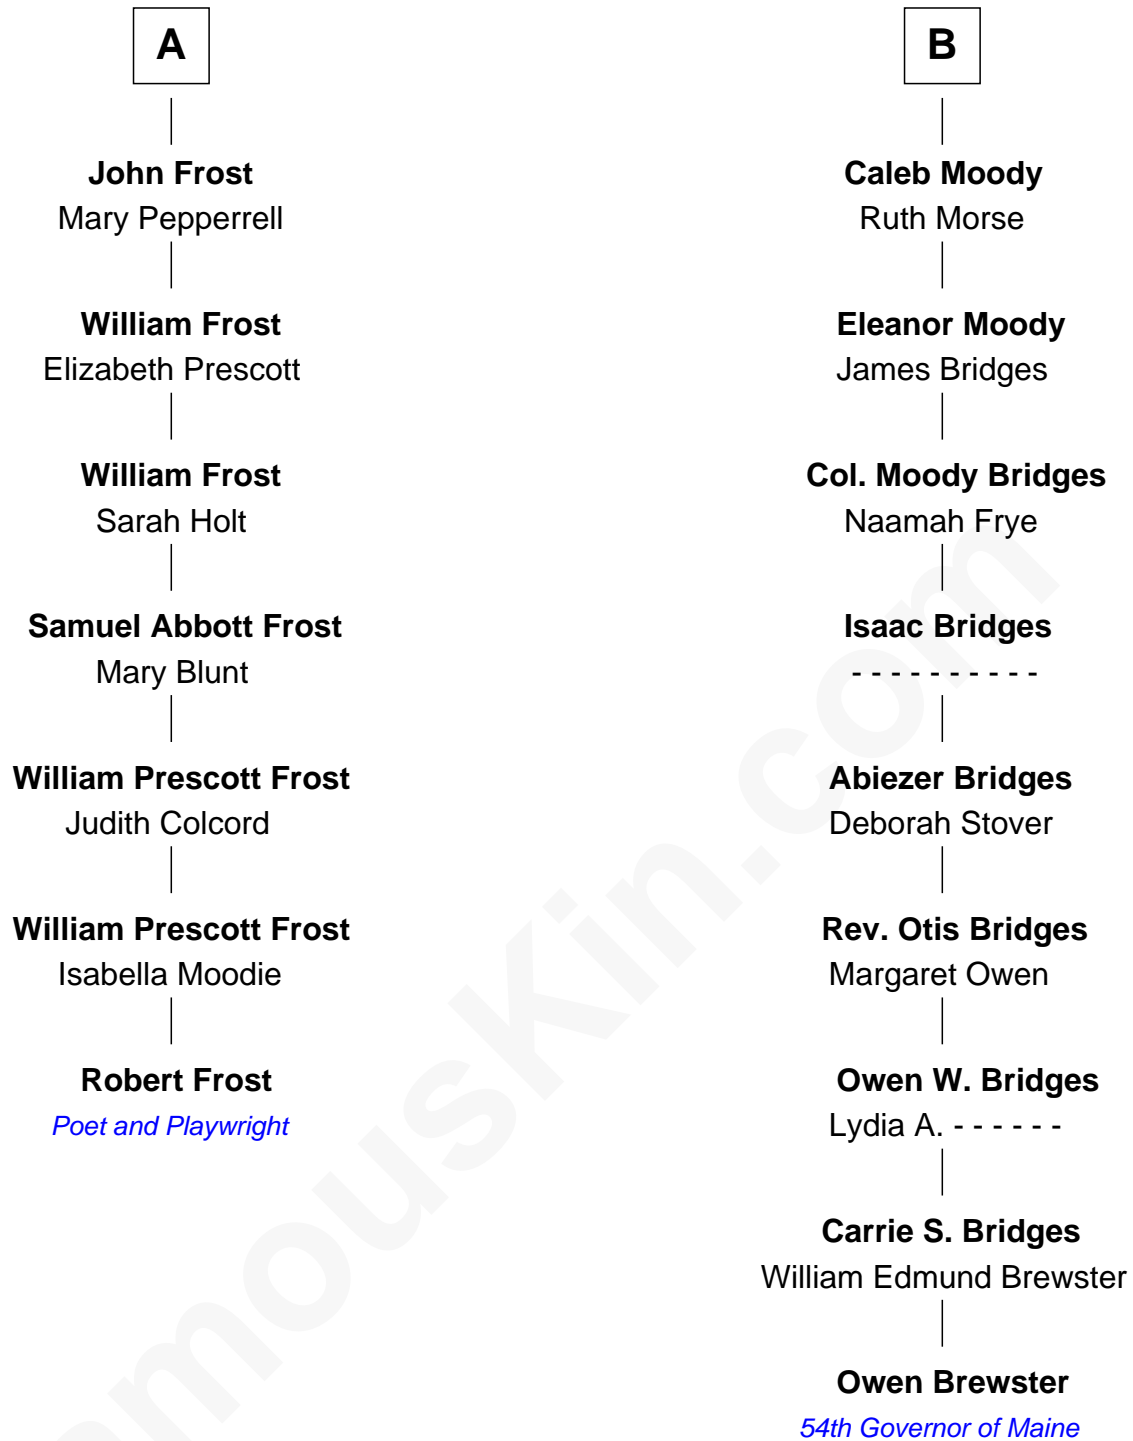 A
John Frost
Mary Pepperrell
William Frost
Elizabeth Prescott
William Frost
Sarah Holt
Samuel Abbott Frost
Mary Blunt
William Prescott Frost
Judith Colcord
William Prescott Frost
Isabella Moodie
Robert Frost
Poet and Playwright
B
Caleb Moody
Ruth Morse
Eleanor Moody
James Bridges
Col. Moody Bridges
Naamah Frye
Isaac Bridges
- - - - - - - - - -
Abiezer Bridges
Deborah Stover
Rev. Otis Bridges
Margaret Owen
Owen W. Bridges
Lydia A. - - - - - -
Carrie S. Bridges
William Edmund Brewster
Owen Brewster
54th Governor of Maine
amouskin.com